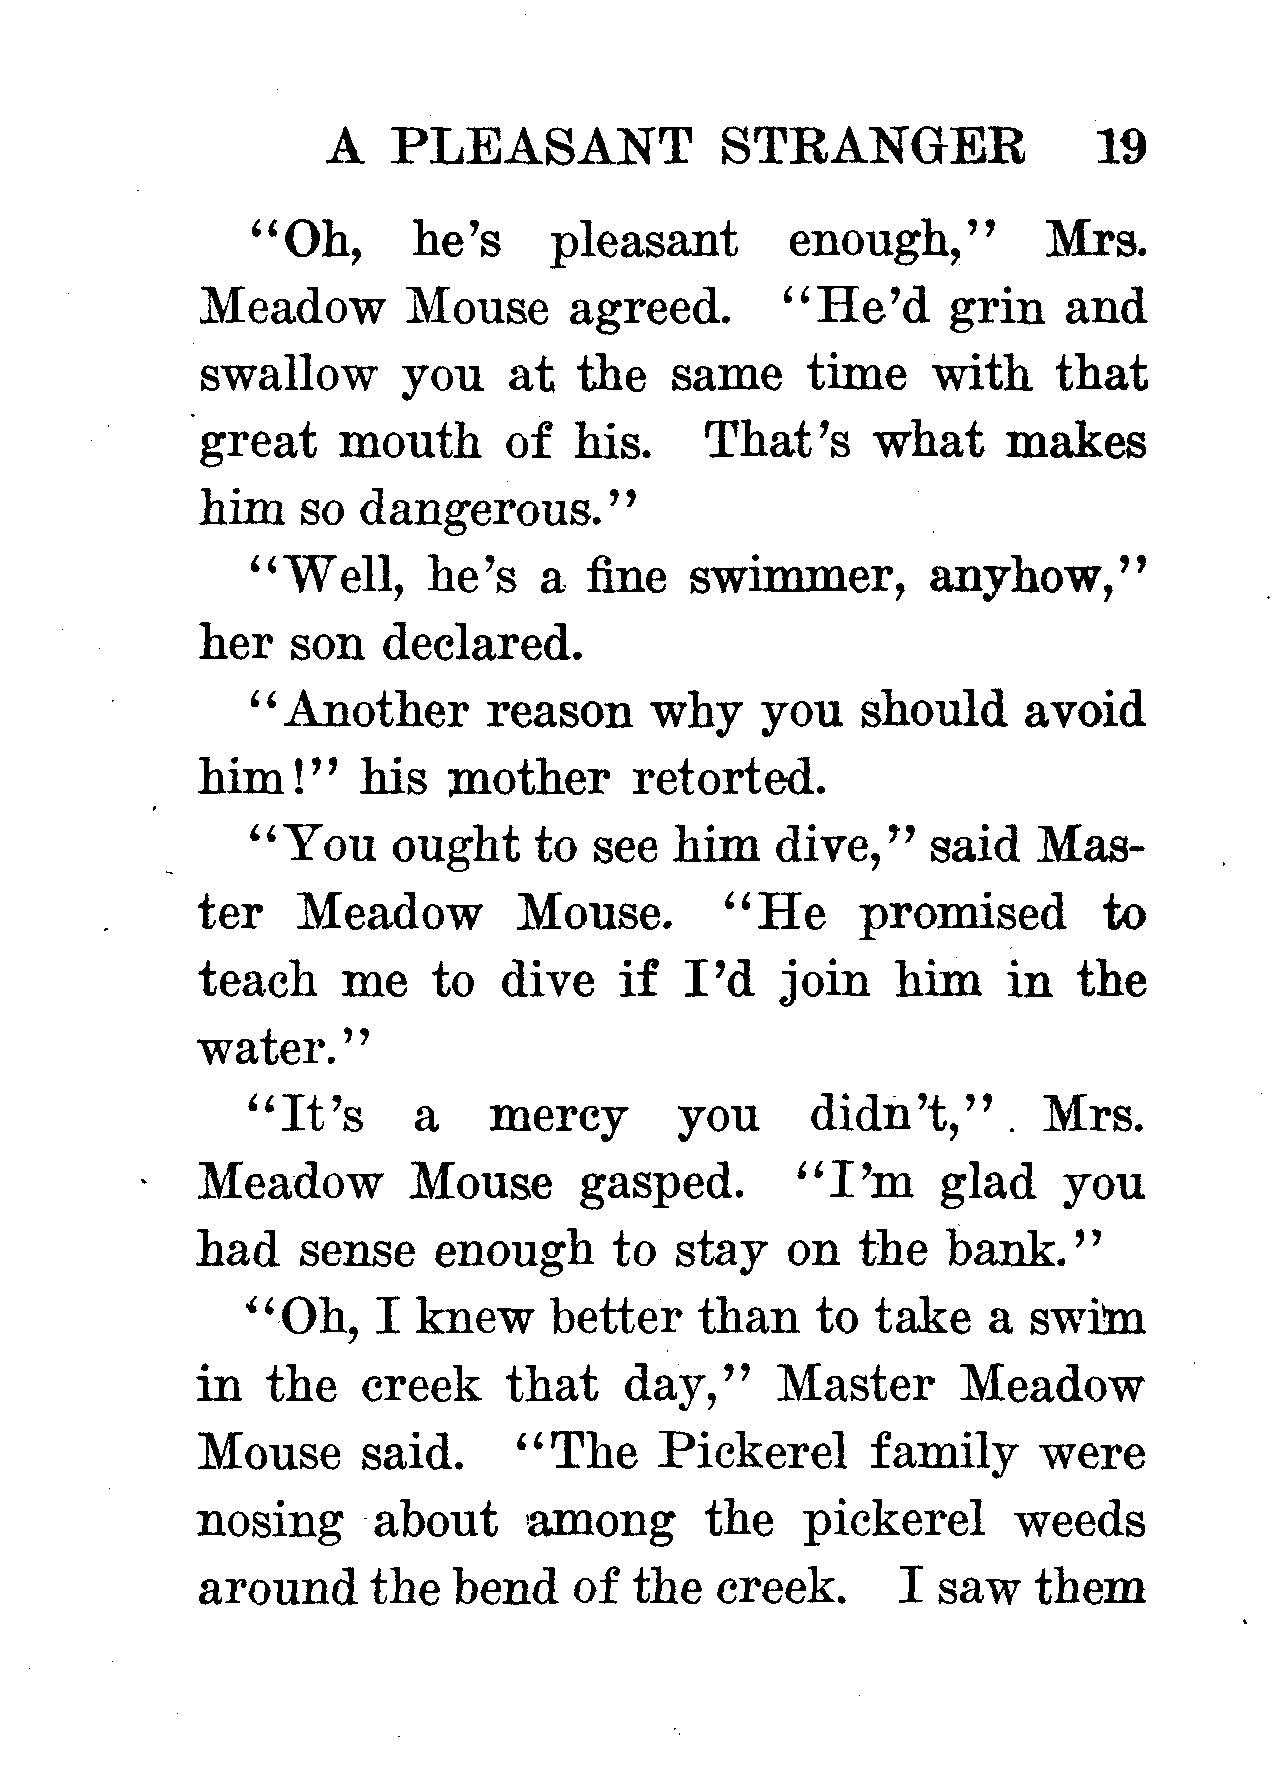 A PLEASANT STRANGER 19
"Oh, he's pleasant enough," Mrs.
Meadow Mouse agreed. "He'd grin and
swallow you at the same time with that
great mouth of his. That's what makes
him so dangerous."
"Well, he's a fine swimmer, anyhow,"
her son declared.
"Another reason why you should avoid
him!" his mother retorted.
"You ought to see him dive," said Mas-
ter Meadow Mouse. "He promised to
teach me to dive if I'd join him in the
water."
"It's a mercy you didn't," Mrs.
Meadow Mouse gasped. "I'm glad you
had sense enough to stay on the bank."
"Oh, I knew better than to take a swim
in the creek that day," Master Meadow
Mouse said. "The Pickerel family were
nosing about among the pickerel weeds
around the bend of the creek. I saw them